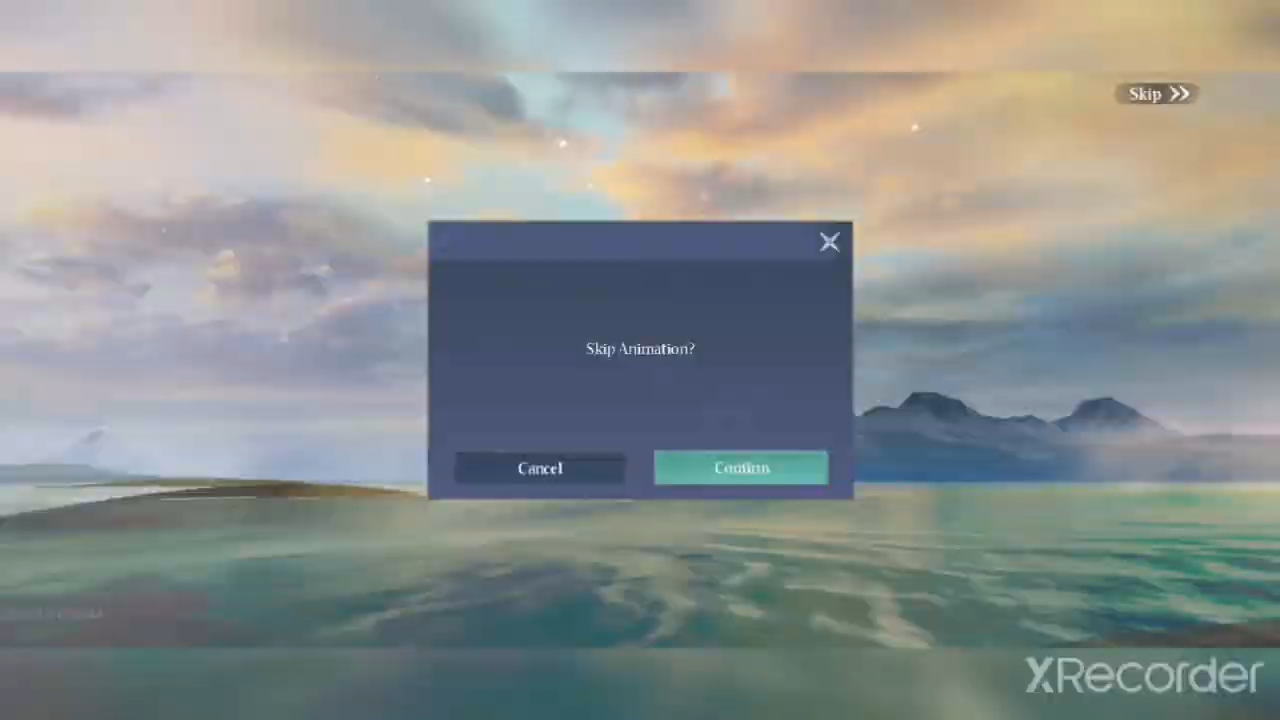 Skip
Skip Animation?
Cancel
Confirm
XRecorder